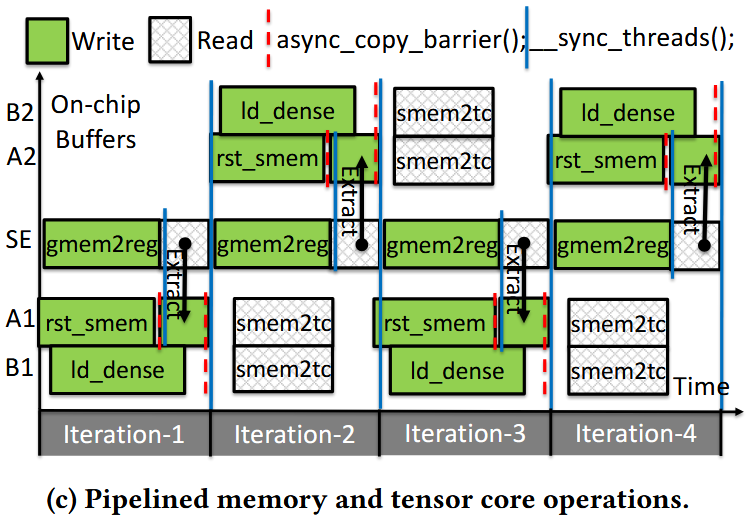 Write Read async_copy_barrier(); __sync_threads();
On-chip
Buffers
B2 ld_dense smem2tc ld_dense
A2 rst_smem smem2tc rst_smem
Extract Extract
SE gmem2reg gmem2reg gmem2reg gmem2reg
Extract Extract
A1 rst_smem smem2tc rst_smem smem2tc
B1 ld_dense smem2tc ld_dense smem2tc
Time
Iteration-1 Iteration-2 Iteration-3 Iteration-4
(c) Pipelined memory and tensor core operations.